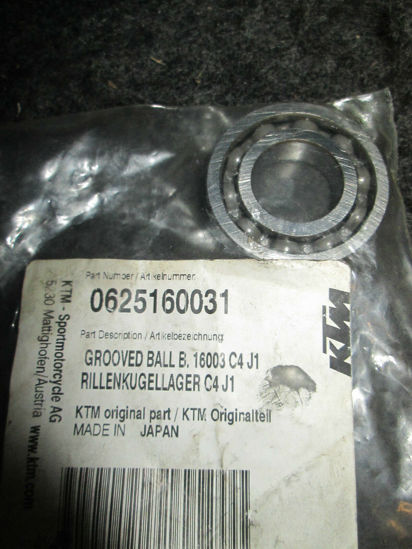 Part Number / Artikelnummer:
0625160031
Part Description / Artikelbezeichnung:
GROOVED BALL B. 16003 C4 J1
RILLENKUGELLAGER C4 J1
KTM original part / KTM Originalteil
MADE IN JAPAN
KTM - Sportmotorcycle AG
5230 Mattighofen/Austria
www.ktm.com
KTM